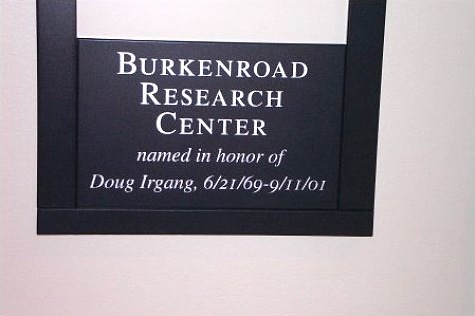 BURKENROAD
RESEARCH
CENTER
named in honor of
Doug Irgang, 6/21/69-9/11/01